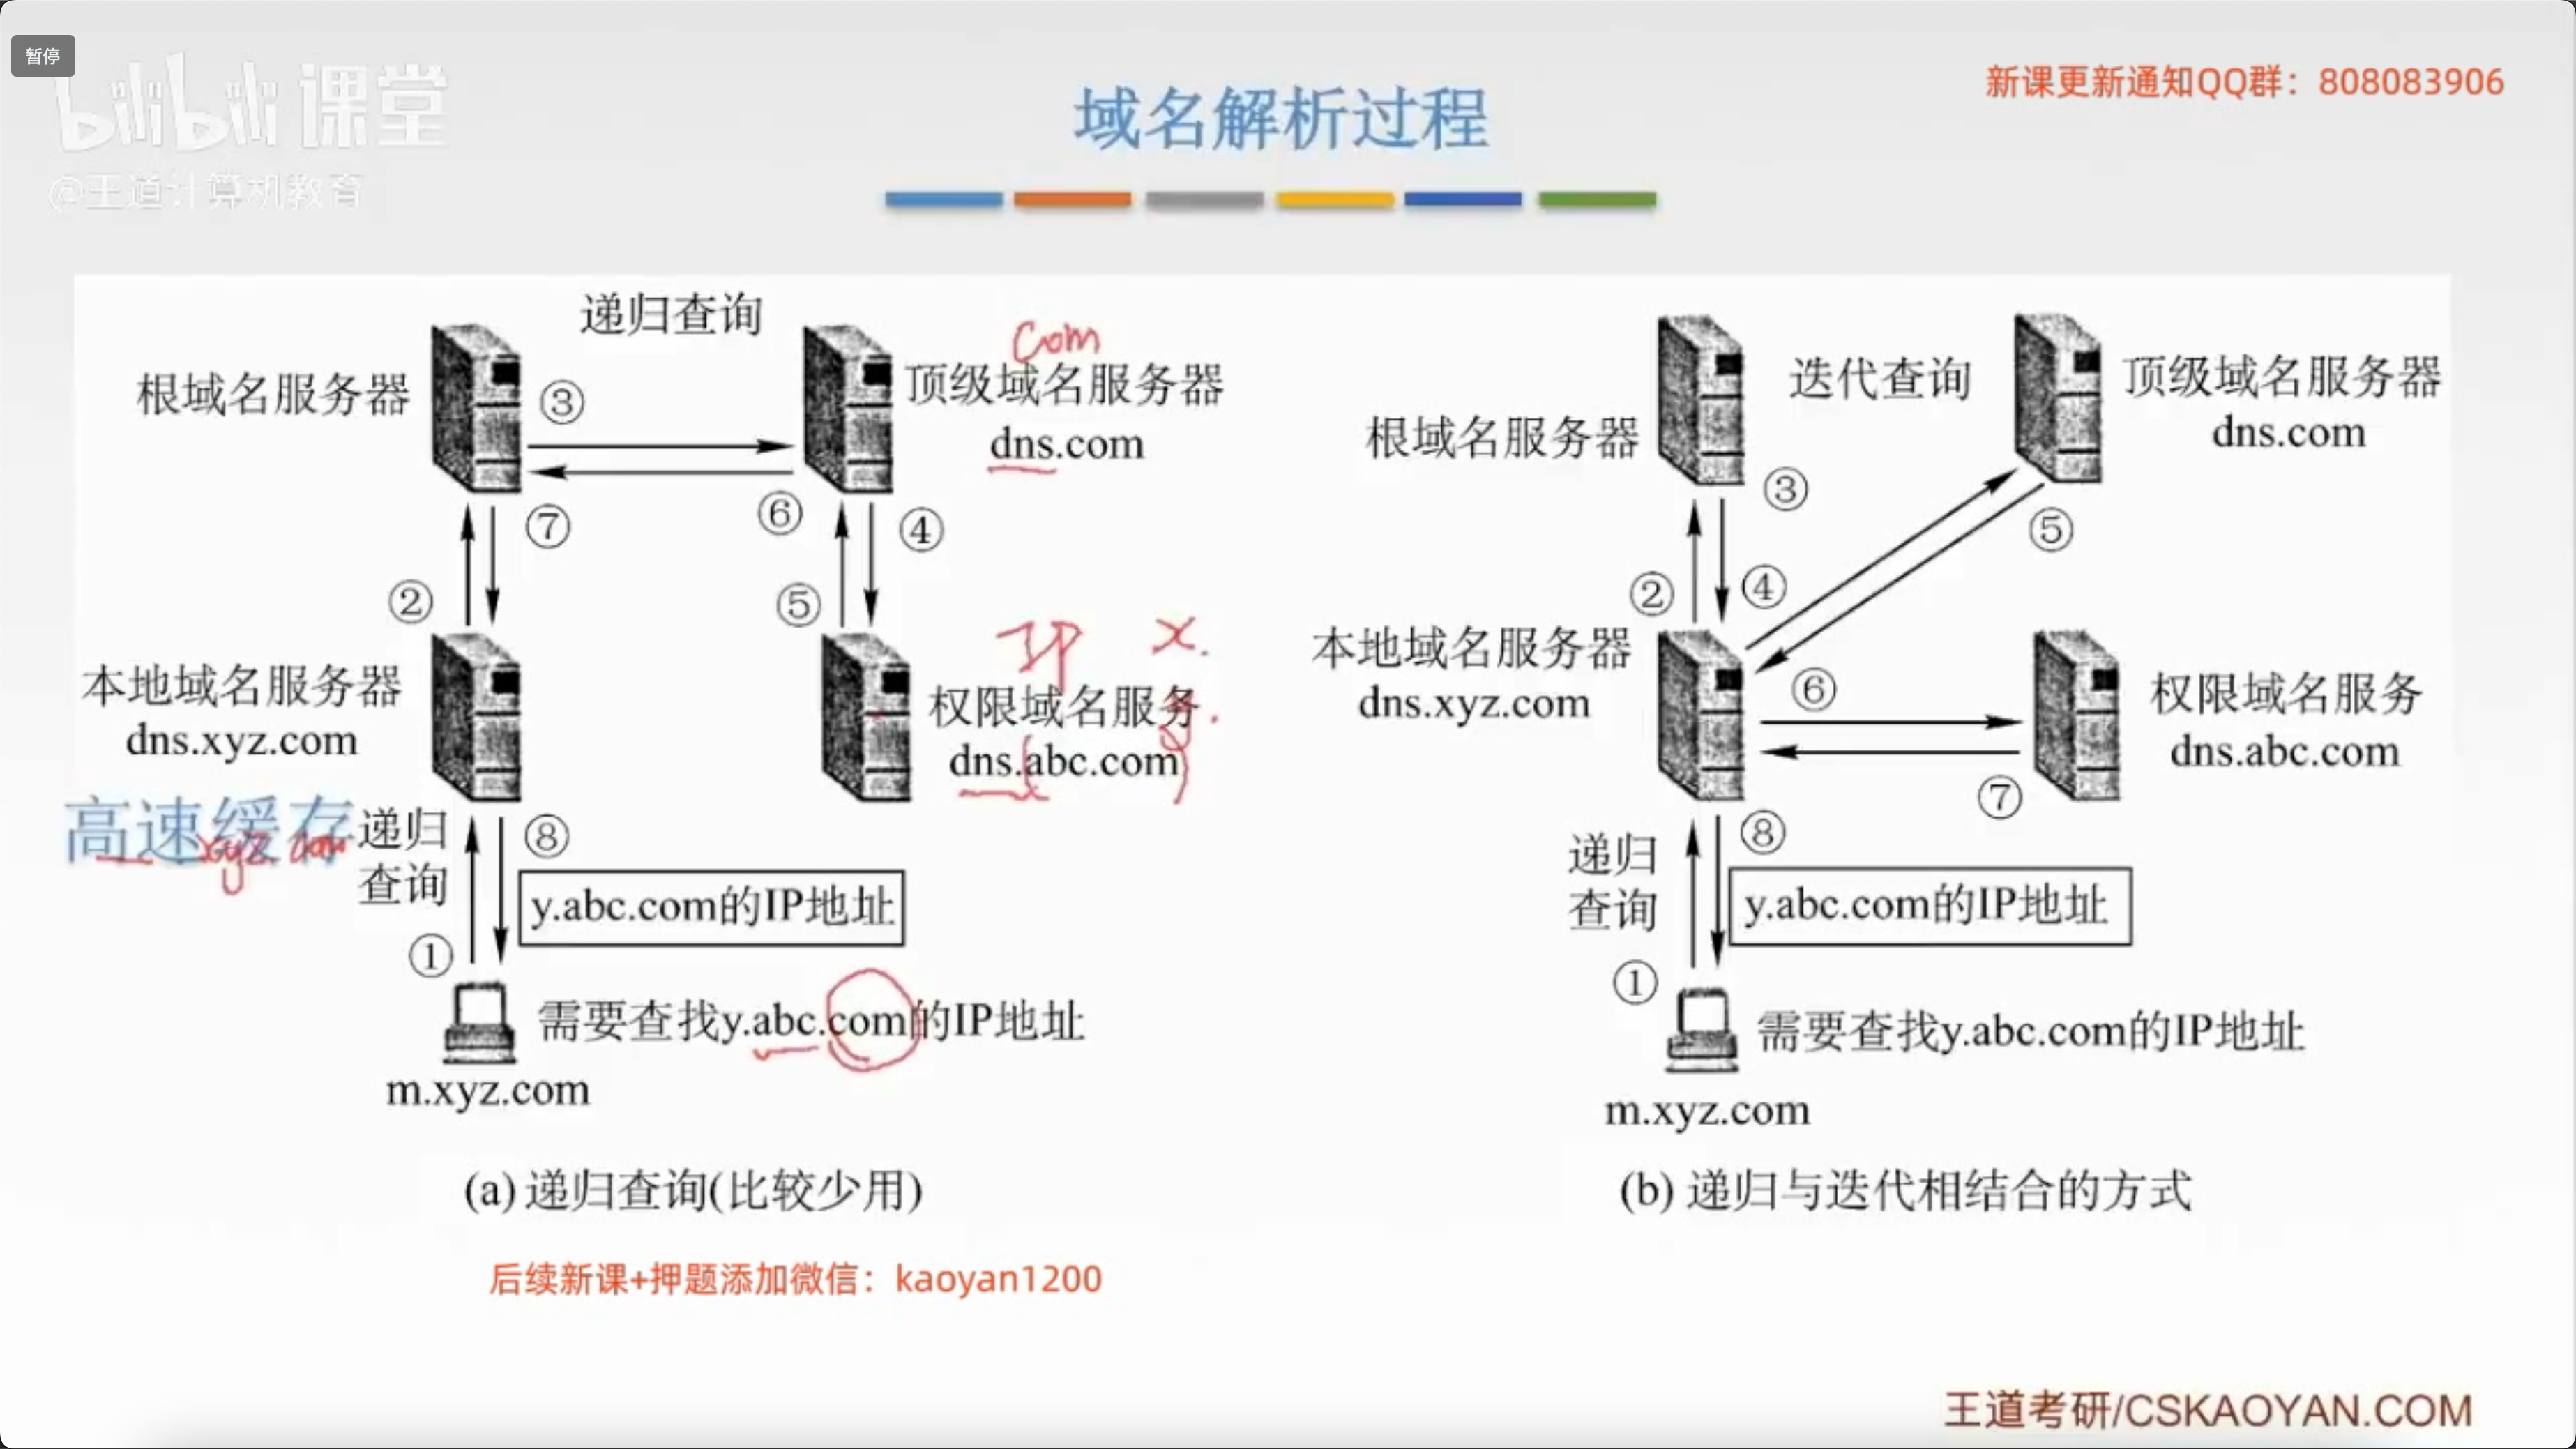 暂停
bilibili 课堂
@王道计算机教育
新课更新通知QQ群：808083906
域名解析过程
递归查询
Com
根域名服务器
③
顶级域名服务器
dns.com
⑦
⑥
④
②
⑤
IP
x.
本地域名服务器
dns.xyz.com
权限域名服务
y.
dns.abc.com
高速缓存
xyz com
递归
查询
⑧
y.abc.com的IP地址
①
需要查找y.abc.com的IP地址
m.xyz.com
(a) 递归查询(比较少用)
迭代查询
顶级域名服务器
dns.com
根域名服务器
③
⑤
②
④
本地域名服务器
dns.xyz.com
⑥
权限域名服务
dns.abc.com
⑦
递归
查询
⑧
y.abc.com的IP地址
①
需要查找y.abc.com的IP地址
m.xyz.com
(b) 递归与迭代相结合的方式
后续新课+押题添加微信：kaoyan1200
王道考研/CSKAOYAN.COM